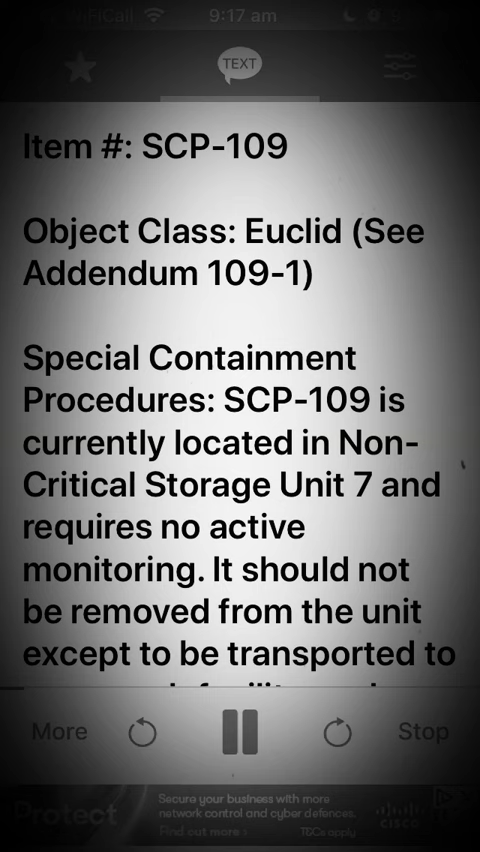 WiFiCall 9:17 am
TEXT
Item #: SCP-109
Object Class: Euclid (See
Addendum 109-1)
Special Containment
Procedures: SCP-109 is
currently located in Non-
Critical Storage Unit 7 and
requires no active
monitoring. It should not
be removed from the unit
except to be transported to
More Stop
Protect
Secure your business with more
network control and cyber defences.
Find out more › T&Cs apply
CISCO